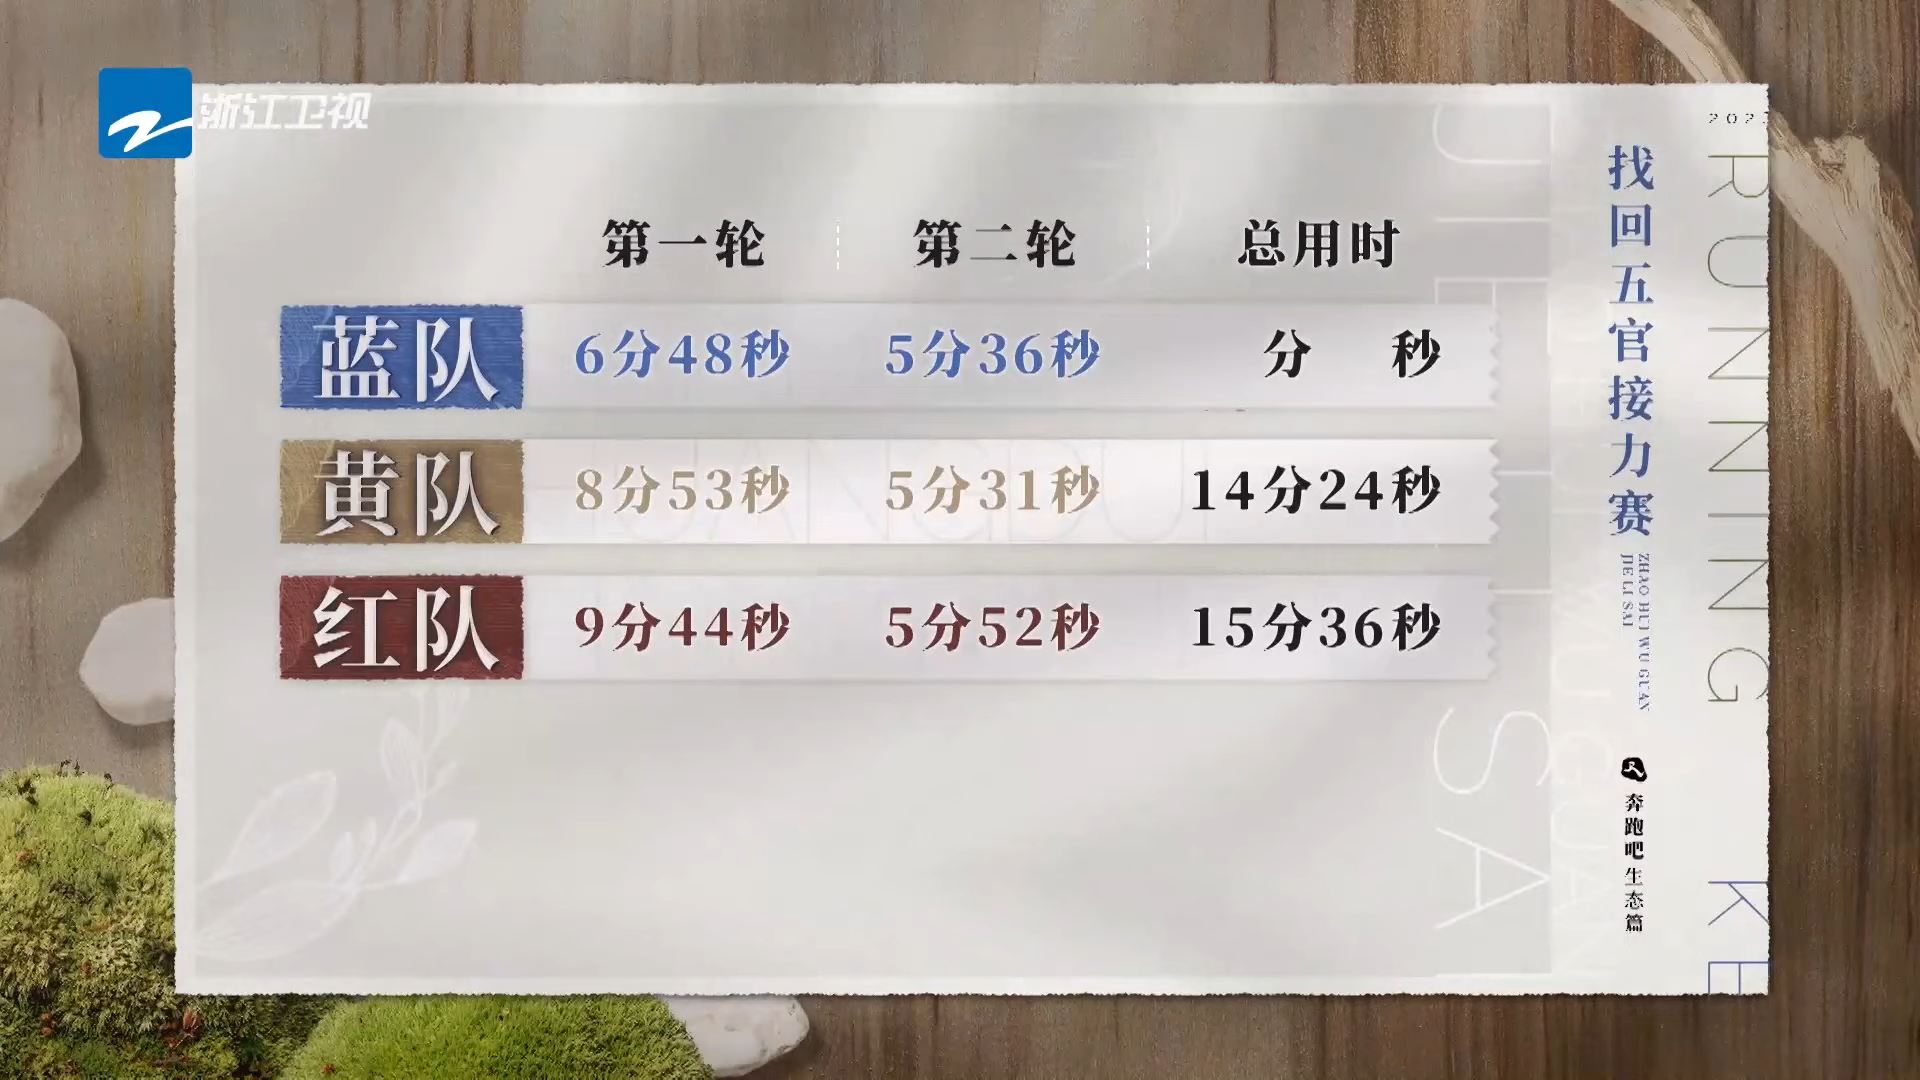 浙江卫视
第一轮 第二轮 总用时
蓝队 6分48秒 5分36秒 分 秒
黄队 8分53秒 5分31秒 14分24秒
红队 9分44秒 5分52秒 15分36秒
找回五官接力赛
ZHAO HUI WU GUAN
JIE LI SAI
奔跑吧生态篇
RUNNING
KE